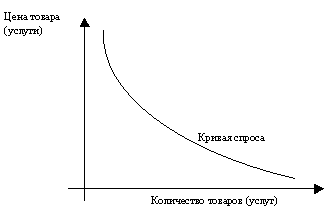 Цена товара
(услуги)
Кривая спроса
Количество товаров (услуг)